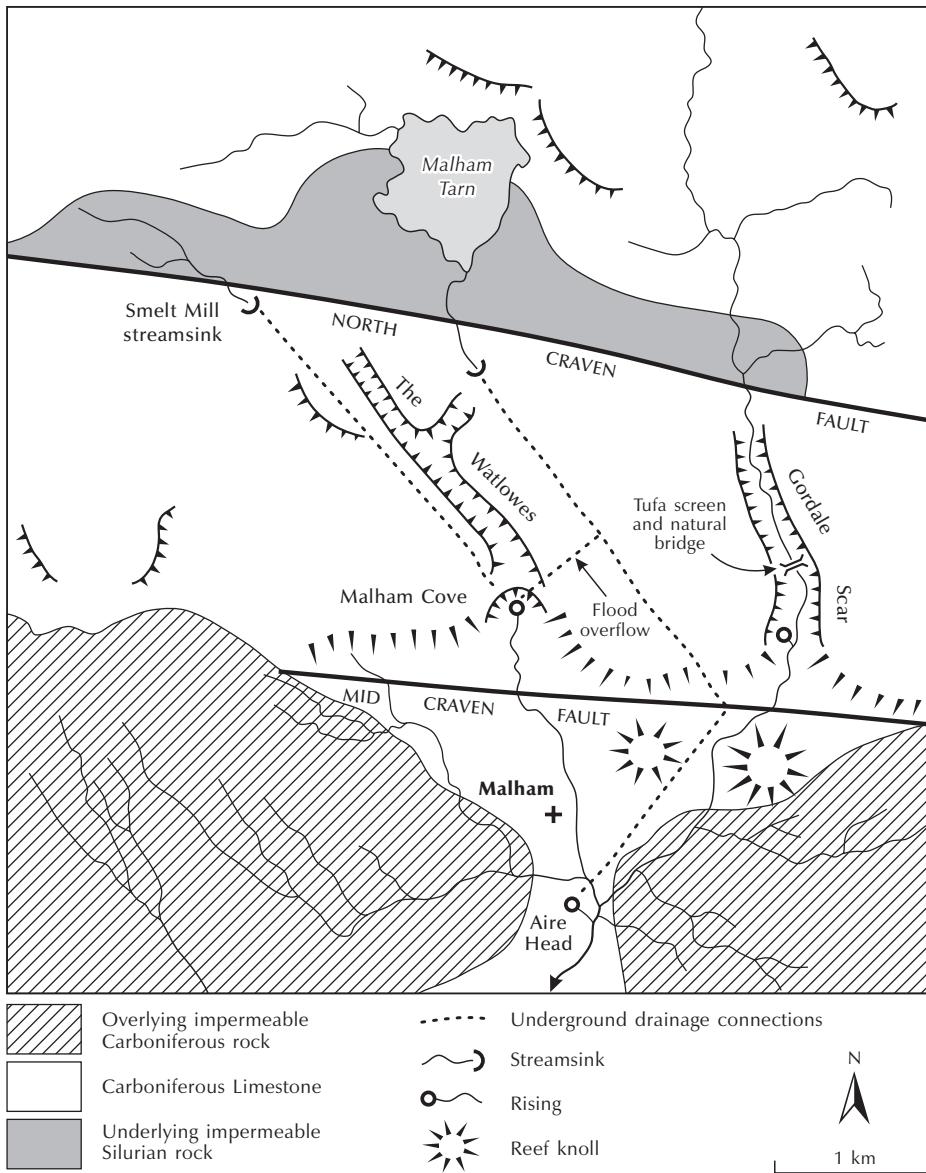 Malham
Tarn
Smelt Mill
streamsink
NORTH
CRAVEN
FAULT
The
Watlowes
Gordale
Scar
Tufa screen
and natural
bridge
Malham Cove
Flood
overflow
MID
CRAVEN
FAULT
Malham
Aire
Head
Overlying impermeable
Carboniferous rock
Carboniferous Limestone
Underlying impermeable
Silurian rock
Underground drainage connections
Streamsink
Rising
Reef knoll
N
1 km